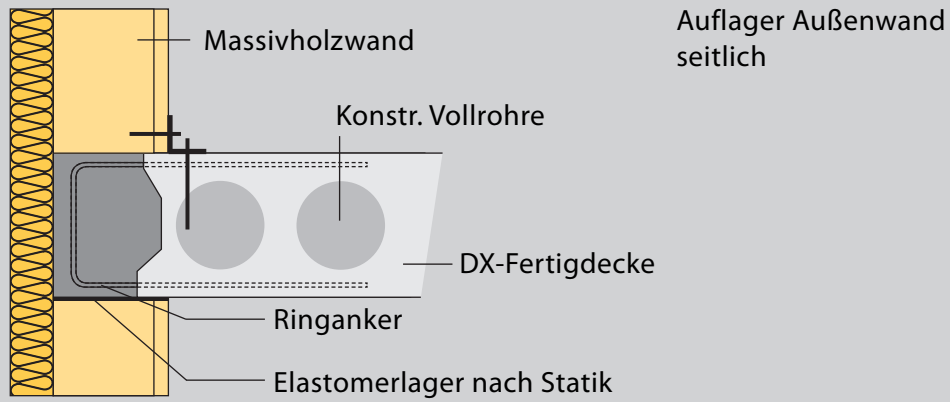 Auflager Außenwand
seitlich
Massivholzwand
Konstr. Vollrohre
DX-Fertigdecke
Ringanker
Elastomerlager nach Statik